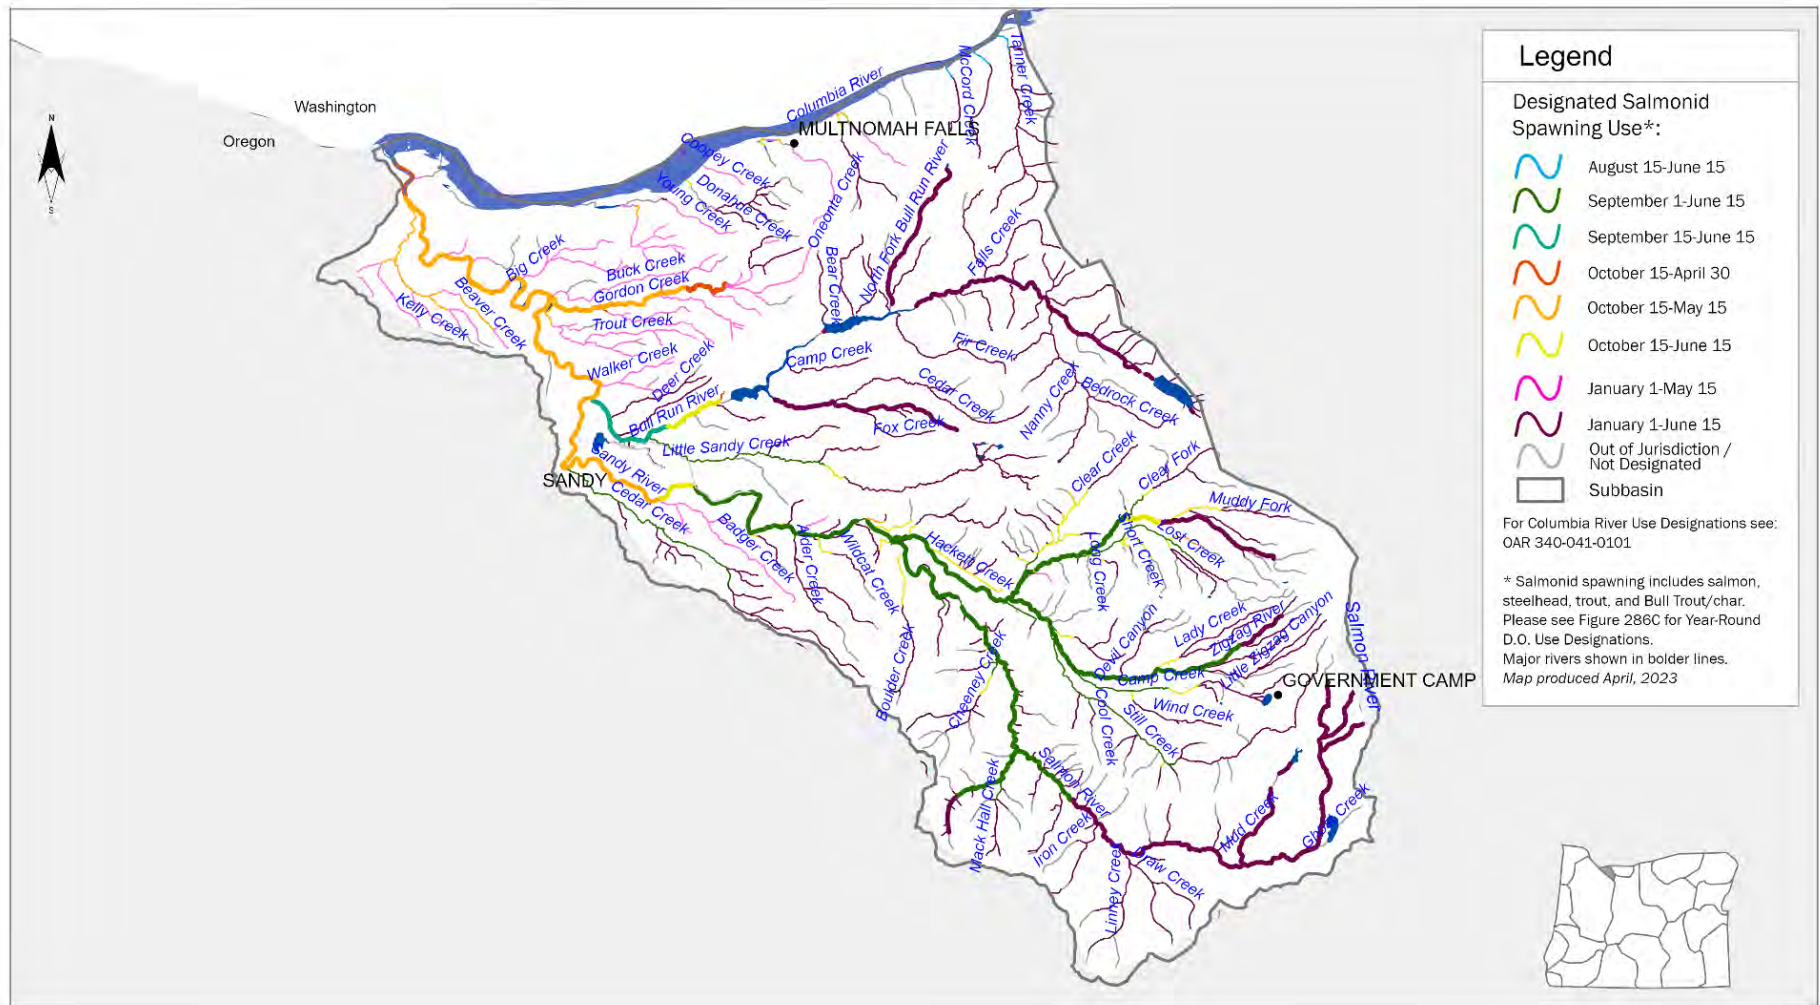 Washington
Oregon
N
S
Columbia River
MULTNOMAH FALLS
McCord Creek
Tanner Creek
Coopey Creek
Young Creek
Donahue Creek
Oneonta Creek
North Fork Bull Run River
Bear Creek
Falls Creek
Big Creek
Buck Creek
Gordon Creek
Trout Creek
Beaver Creek
Kelly Creek
Walker Creek
Deer Creek
Bull Run River
Camp Creek
Fir Creek
Cedar Creek
Nanny Creek
Bedrock Creek
Fox Creek
Little Sandy Creek
Sandy River
SANDY
Cedar Creek
Badger Creek
Alder Creek
Wildcat Creek
Hackett Creek
Clear Creek
Clear Fork
Muddy Fork
Lost Creek
Short Creek
Long Creek
Boulder Creek
Cheeney Creek
Devil Canyon
Lady Creek
Zigzag River
Little Zigzag Canyon
Camp Creek
GOVERNMENT CAMP
Salmon River
Wind Creek
Still Creek
Cool Creek
Salmon River
Mack Hall Creek
Iron Creek
Linney Creek
Draw Creek
Mud Creek
Ghost Creek
Legend
Designated Salmonid
Spawning Use*:
August 15-June 15
September 1-June 15
September 15-June 15
October 15-April 30
October 15-May 15
October 15-June 15
January 1-May 15
January 1-June 15
Out of Jurisdiction /
Not Designated
Subbasin
For Columbia River Use Designations see:
OAR 340-041-0101
* Salmonid spawning includes salmon,
steelhead, trout, and Bull Trout/char.
Please see Figure 286C for Year-Round
D.O. Use Designations.
Major rivers shown in bolder lines.
Map produced April, 2023